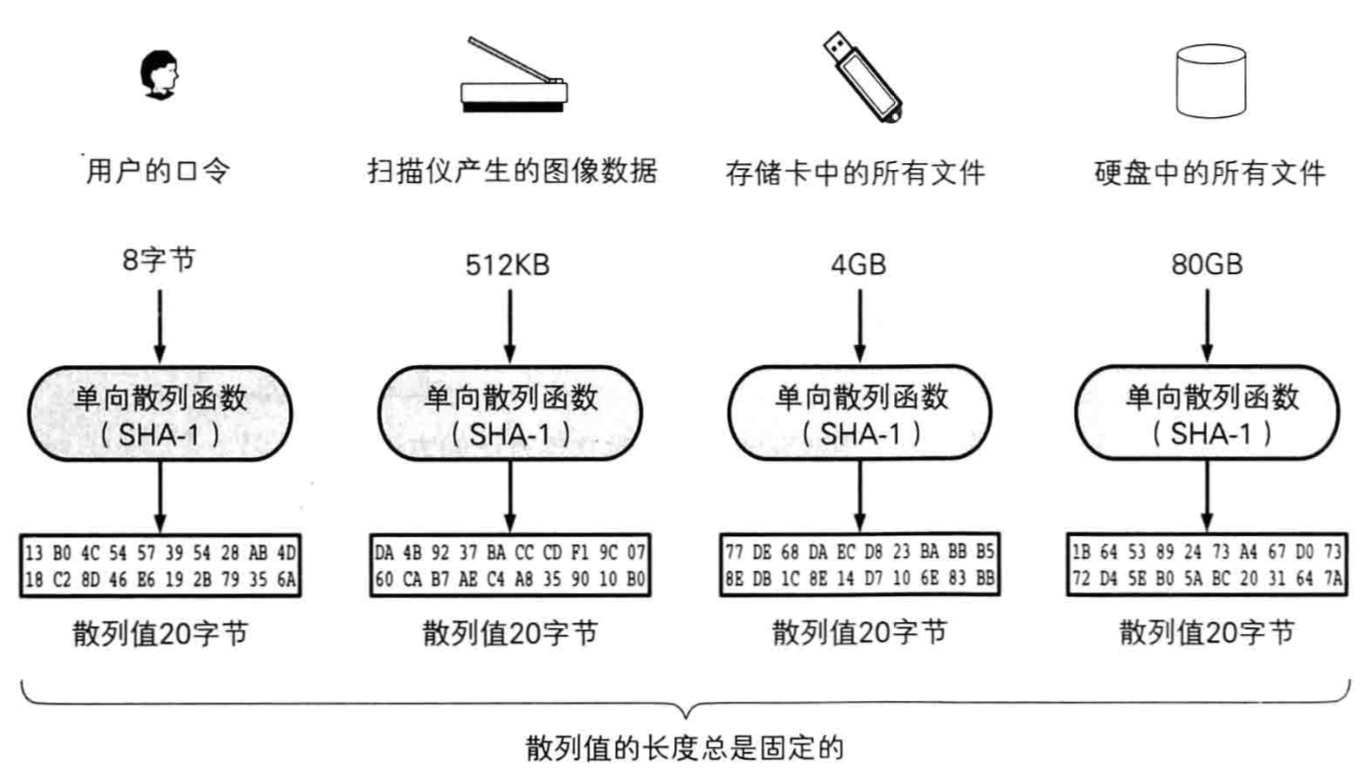 用户的口令
扫描仪产生的图像数据
存储卡中的所有文件
硬盘中的所有文件
8字节
512KB
4GB
80GB
单向散列函数
（SHA-1）
单向散列函数
（SHA-1）
单向散列函数
（SHA-1）
单向散列函数
（SHA-1）
13 B0 4C 54 57 39 54 28 AB 4D
18 C2 8D 46 E6 19 2B 79 35 6A
DA 4B 92 37 BA CC CD F1 9C 07
60 CA B7 AE C4 A8 35 90 10 B0
77 DE 68 DA EC D8 23 BA BB B5
8E DB 1C 8E 14 D7 10 6E 83 BB
1B 64 53 89 24 73 A4 67 D0 73
72 D4 5E B0 5A BC 20 31 64 7A
散列值20字节
散列值20字节
散列值20字节
散列值20字节
散列值的长度总是固定的